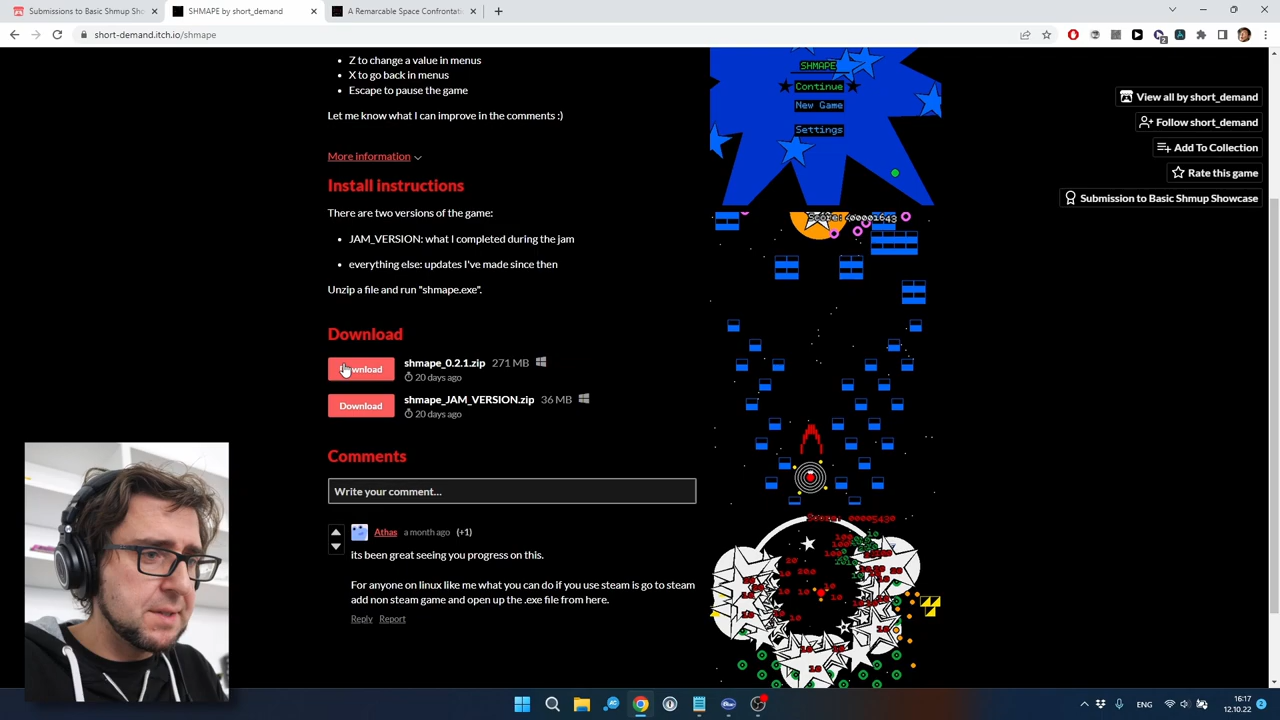 Submissions to Basic Shmup Sho
SHMAPE by short_demand
A Remarcable Space Confrontat
short-demand.itch.io/shmape
Z to change a value in menus
X to go back in menus
Escape to pause the game
Let me know what I can improve in the comments :)
More information
Install instructions
There are two versions of the game:
JAM_VERSION: what I completed during the jam
everything else: updates I've made since then
Unzip a file and run "shmape.exe".
Download
wnload
shmape_0.2.1.zip 271 MB
20 days ago
Download
shmape_JAM_VERSION.zip 36 MB
20 days ago
Comments
Write your comment...
Athas a month ago (+1)
its been great seeing you progress on this.
For anyone on linux like me what you can do if you use steam is go to steam
add non steam game and open up the .exe file from here.
Reply Report
SHMAPE
Continue
New Game
Settings
Score: 00001643
Score: 00005430
View all by short_demand
Follow short_demand
Add To Collection
Rate this game
Submission to Basic Shmup Showcase
ENG
16:17
12.10.22